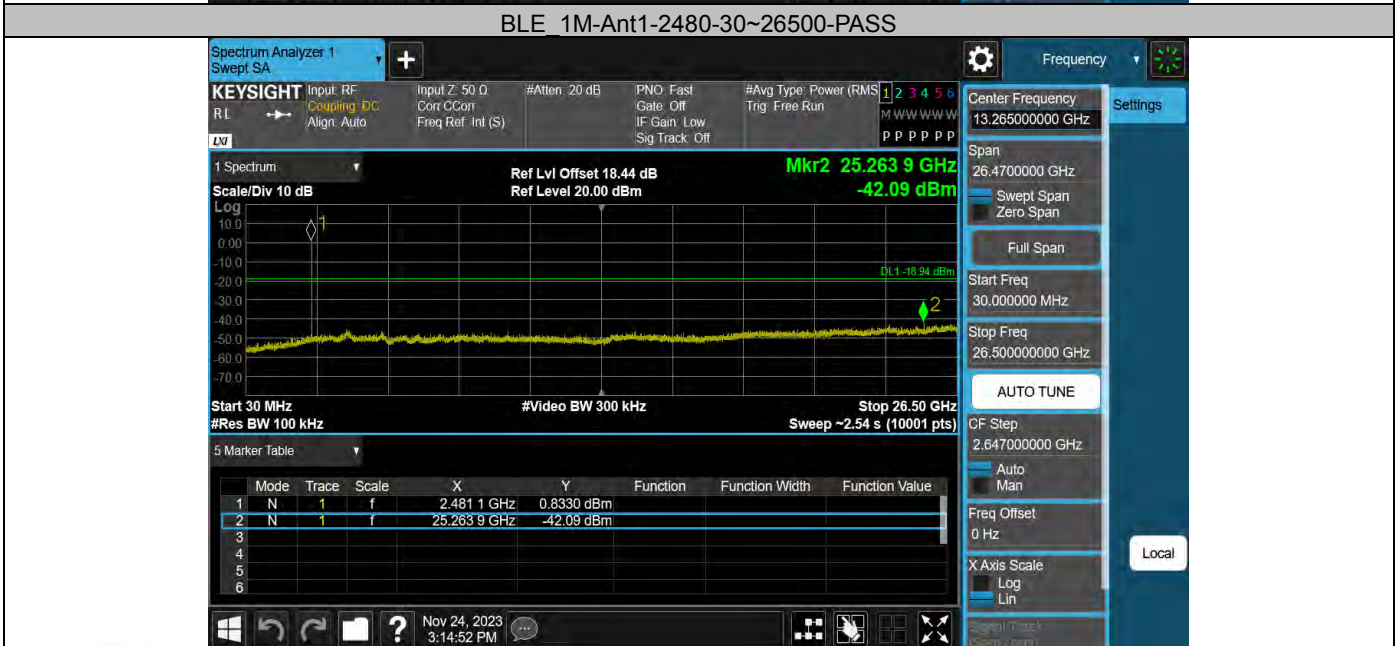 BLE_1M-Ant1-2480-30~26500-PASS
Spectrum Analyzer 1
Swept SA
+
Frequency
Settings
KEYSIGHT
RL
LXI
Input: RF
Coupling: DC
Align: Auto
Input Z: 50 Ω
Corr CCorr
Freq Ref: Int (S)
#Atten: 20 dB
PNO: Fast
Gate: Off
IF Gain: Low
Sig Track: Off
#Avg Type: Power (RMS
Trig: Free Run
1 2 3 4 5 6
M W W W W W
P P P P P P
1 Spectrum
Scale/Div 10 dB
Ref Lvl Offset 18.44 dB
Ref Level 20.00 dBm
Mkr2 25.263 9 GHz
-42.09 dBm
Log
10.0
0.00
-10.0
-20.0
-30.0
-40.0
-50.0
-60.0
-70.0
1
DL1 -18.94 dBm
2
Start 30 MHz
#Video BW 300 kHz
Stop 26.50 GHz
#Res BW 100 kHz
Sweep ~2.54 s (10001 pts)
5 Marker Table
Mode Trace Scale X Y Function Function Width Function Value
1 N 1 f 2.481 1 GHz 0.8330 dBm
2 N 1 f 25.263 9 GHz -42.09 dBm
3
4
5
6
Center Frequency
13.265000000 GHz
Span
26.4700000 GHz
Swept Span
Zero Span
Full Span
Start Freq
30.000000 MHz
Stop Freq
26.500000000 GHz
AUTO TUNE
CF Step
2.647000000 GHz
Auto
Man
Freq Offset
0 Hz
X Axis Scale
Log
Lin
Signal Track
Local
?
Nov 24, 2023
3:14:52 PM